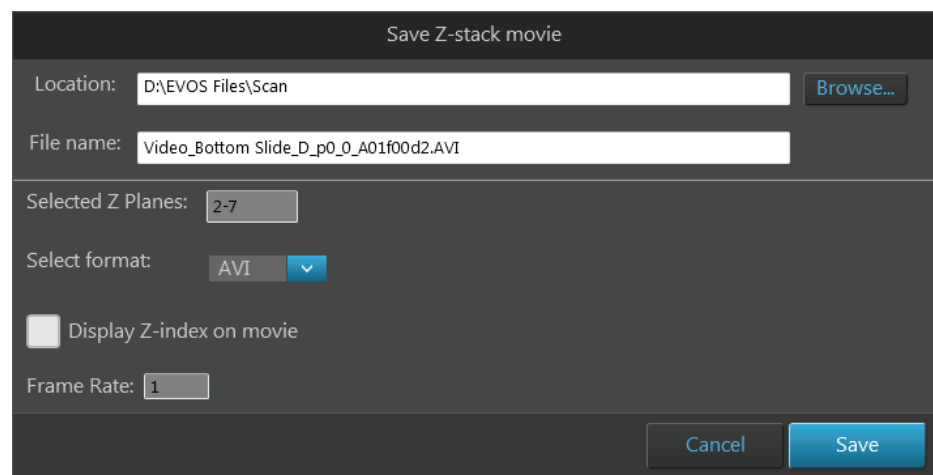 Save Z-stack movie
Location: D:\EVOS Files\Scan Browse...
File name: Video_Bottom Slide_D_p0_0_A01f00d2.AVI
Selected Z Planes: 2-7
Select format: AVI
Display Z-index on movie
Frame Rate: 1
Cancel Save